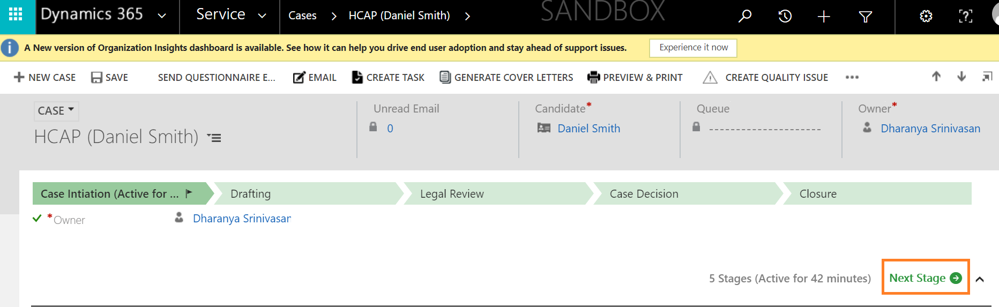 Dynamics 365 Service Cases HCAP (Daniel Smith) SANDBOX
A New version of Organization Insights dashboard is available. See how it can help you drive end user adoption and stay ahead of support issues. Experience it now
NEW CASE SAVE SEND QUESTIONNAIRE E... EMAIL CREATE TASK GENERATE COVER LETTERS PREVIEW & PRINT CREATE QUALITY ISSUE
CASE
HCAP (Daniel Smith)
Unread Email Candidate* Queue Owner*
0 Daniel Smith Dharanya Srinivasan
Case Intiation (Active for ... Drafting Legal Review Case Decision Closure
*Owner Dharanya Srinivasan
5 Stages (Active for 42 minutes) Next Stage